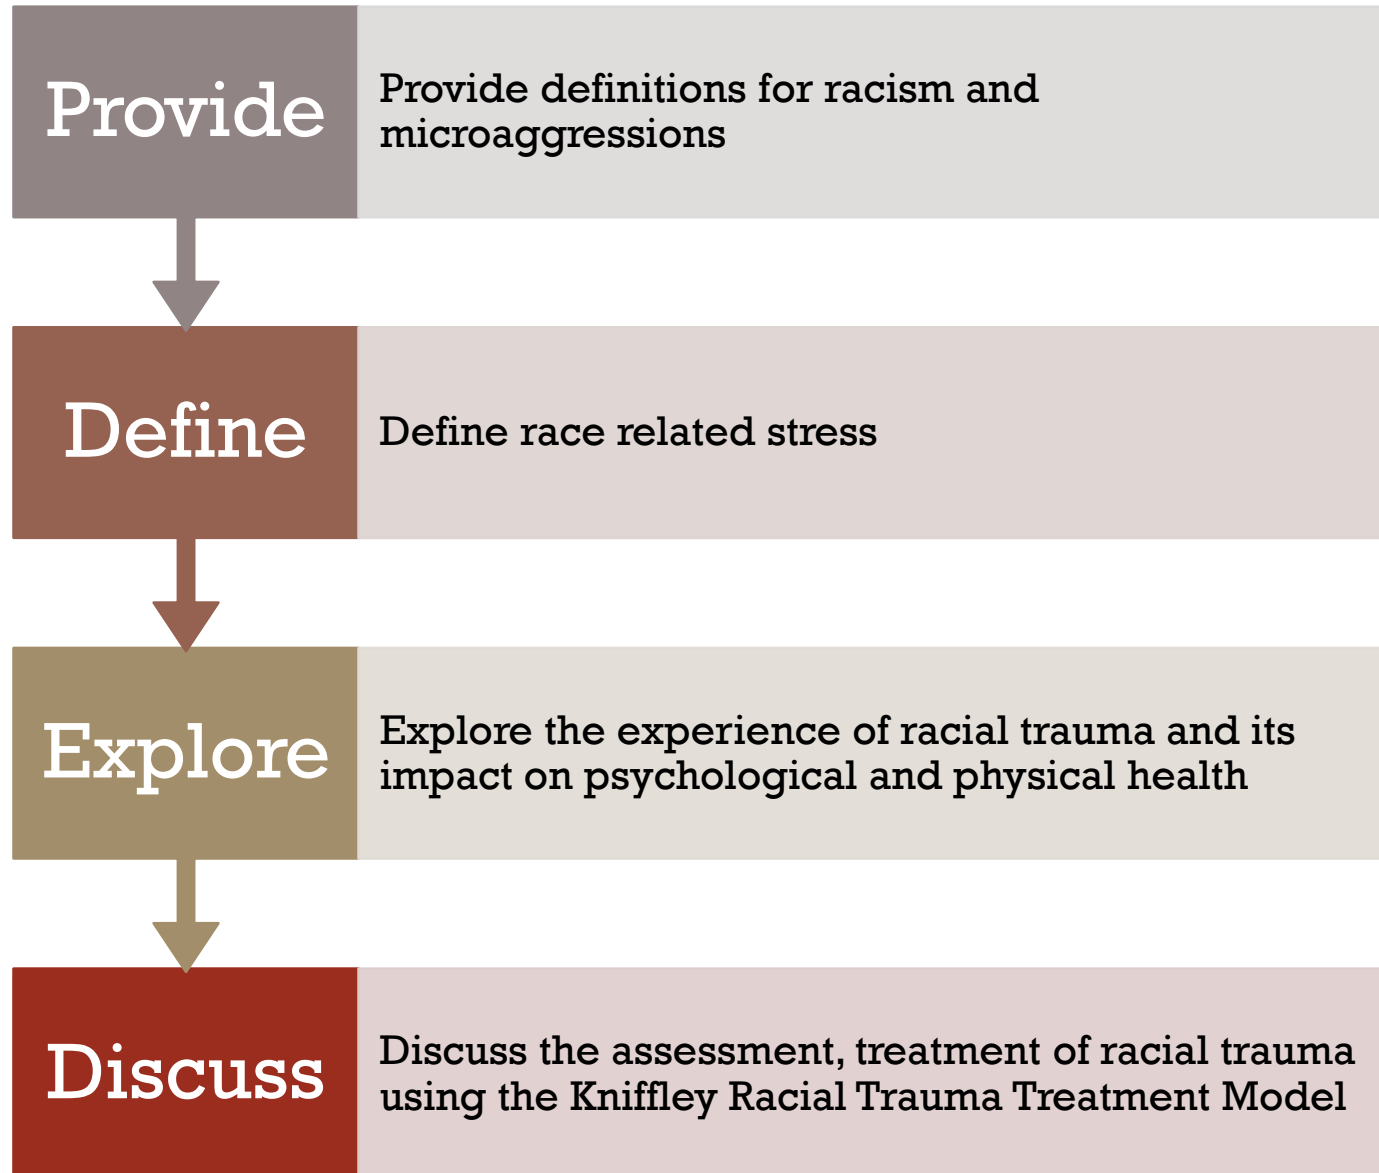 Provide
Provide definitions for racism and
microaggressions
Define
Define race related stress
Explore
Explore the experience of racial trauma and its
impact on psychological and physical health
Discuss
Discuss the assessment, treatment of racial trauma
using the Kniffley Racial Trauma Treatment Model